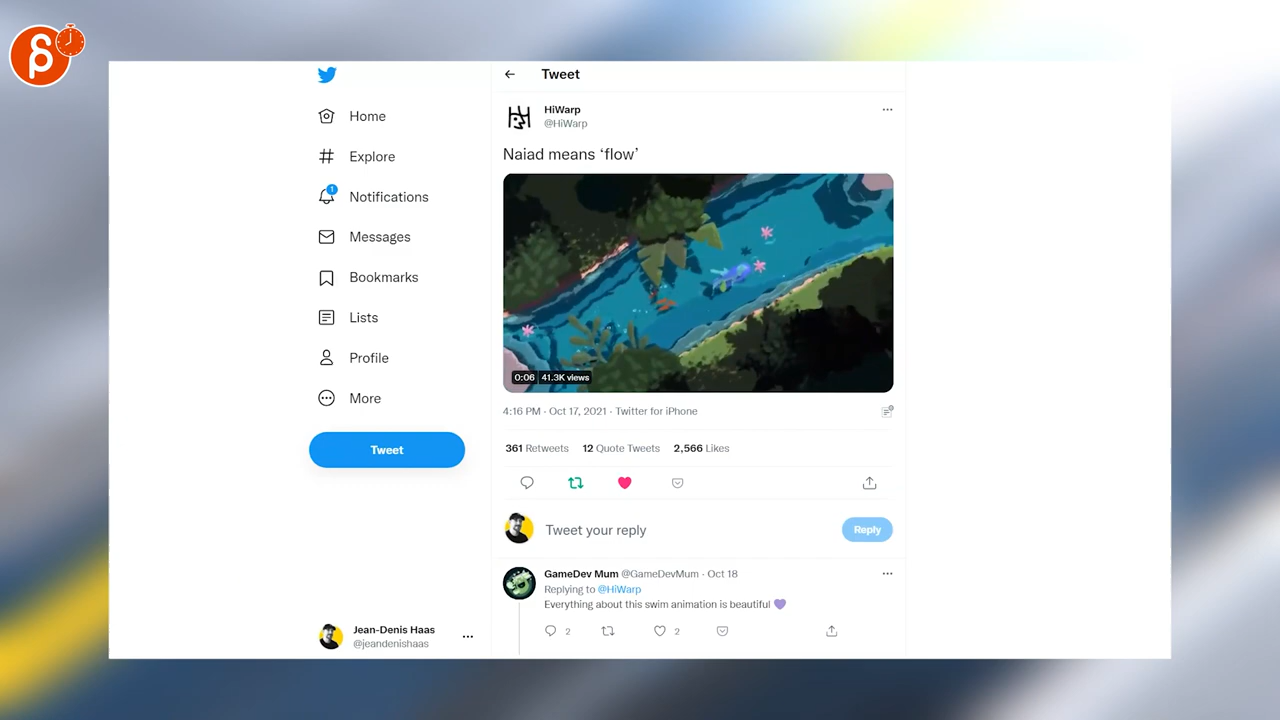 Tweet
Home
Explore
1
Notifications
Messages
Bookmarks
Lists
Profile
More
Tweet
Jean-Denis Haas
@jeandenishaas
HiWarp
@HiWarp
Naiad means ‘flow’
0:06 41.3K views
4:16 PM · Oct 17, 2021 · Twitter for iPhone
361 Retweets 12 Quote Tweets 2,566 Likes
Tweet your reply
Reply
GameDev Mum @GameDevMum · Oct 18
Replying to @HiWarp
Everything about this swim animation is beautiful 💜
2 2